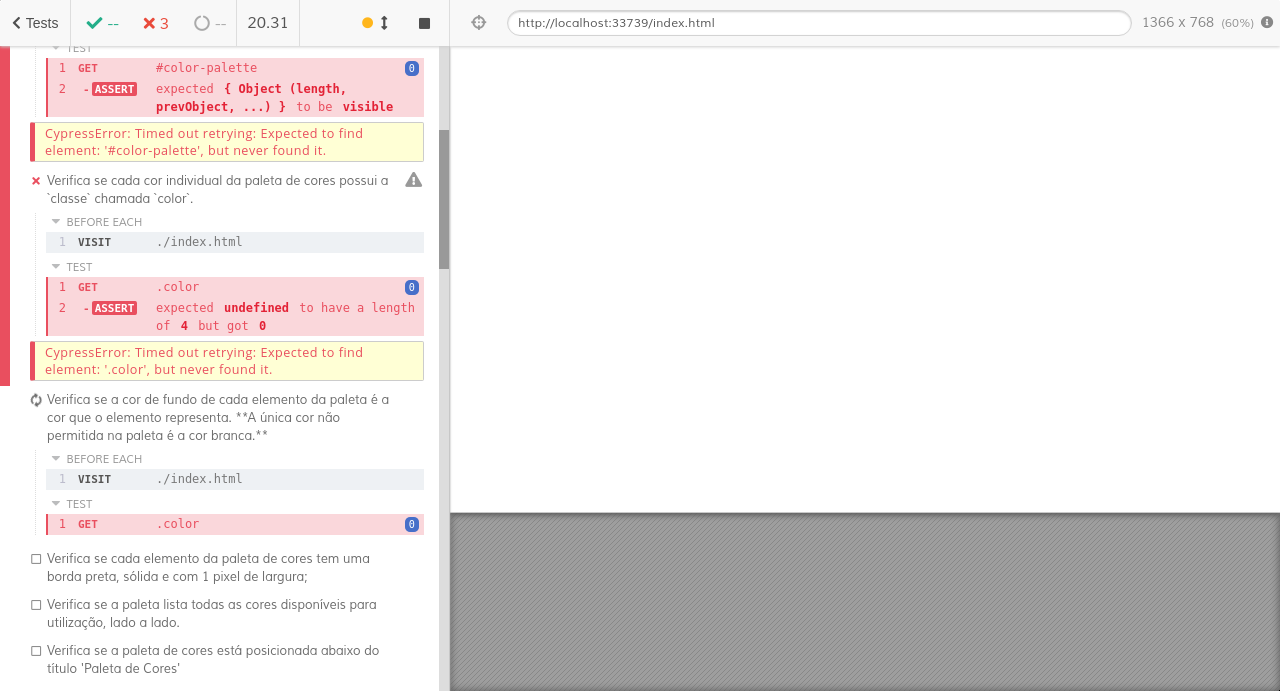 Tests -- 3 -- 20.31 http://localhost:33739/index.html 1366 x 768 (60%)
TEST
1 GET #color-palette 0
2 - ASSERT expected { Object (length,
prevObject, ...) } to be visible
CypressError: Timed out retrying: Expected to find
element: '#color-palette', but never found it.
Verifica se cada cor individual da paleta de cores possui a
`classe` chamada `color`.
BEFORE EACH
1 VISIT ./index.html
TEST
1 GET .color 0
2 - ASSERT expected undefined to have a length
of 4 but got 0
CypressError: Timed out retrying: Expected to find
element: '.color', but never found it.
Verifica se a cor de fundo de cada elemento da paleta é a
cor que o elemento representa. **A única cor não
permitida na paleta é a cor branca.**
BEFORE EACH
1 VISIT ./index.html
TEST
1 GET .color 0
Verifica se cada elemento da paleta de cores tem uma
borda preta, sólida e com 1 pixel de largura;
Verifica se a paleta lista todas as cores disponíveis para
utilização, lado a lado.
Verifica se a paleta de cores está posicionada abaixo do
título 'Paleta de Cores'